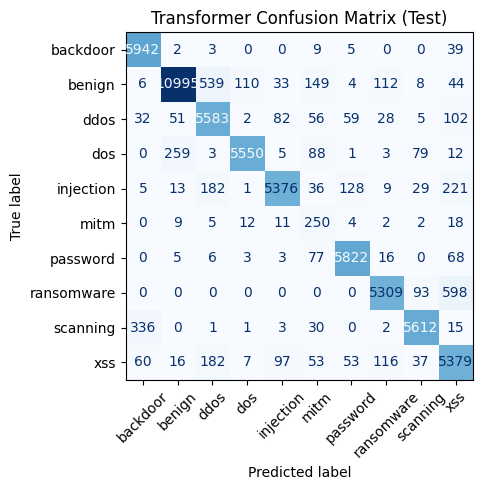 Transformer Confusion Matrix (Test)
True label
backdoor 5942 2 3 0 0 9 5 0 0 39
benign 6 10995 539 110 33 149 4 112 8 44
ddos 32 51 5583 2 82 56 59 28 5 102
dos 0 259 3 5550 5 88 1 3 79 12
injection 5 13 182 1 5376 36 128 9 29 221
mitm 0 9 5 12 11 250 4 2 2 18
password 0 5 6 3 3 77 5822 16 0 68
ransomware 0 0 0 0 0 0 0 5309 93 598
scanning 336 0 1 1 3 30 0 2 5612 15
xss 60 16 182 7 97 53 53 116 37 5379
backdoor benign ddos dos injection mitm password ransomware scanning xss
Predicted label